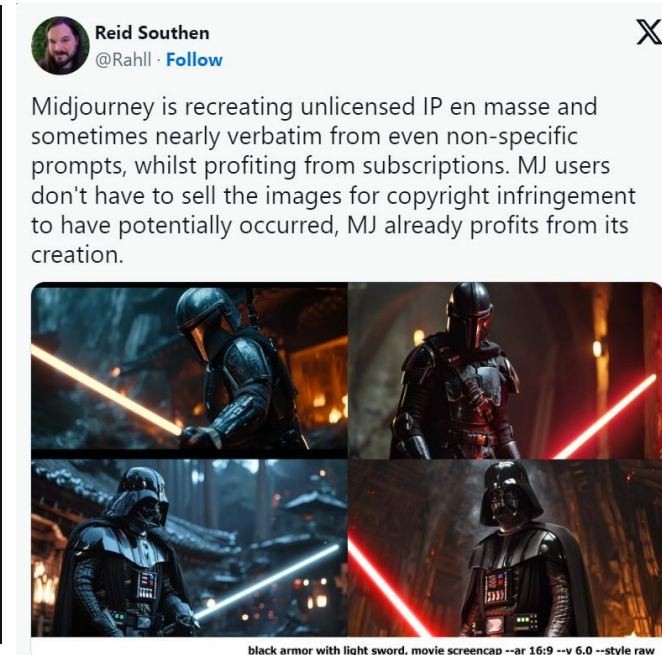 Reid Southen
@Rahll · Follow
Midjourney is recreating unlicensed IP en masse and
sometimes nearly verbatim from even non-specific
prompts, whilst profiting from subscriptions. MJ users
don't have to sell the images for copyright infringement
to have potentially occurred, MJ already profits from its
creation.
black armor with light sword, movie screencap --ar 16:9 --v 6.0 --style raw